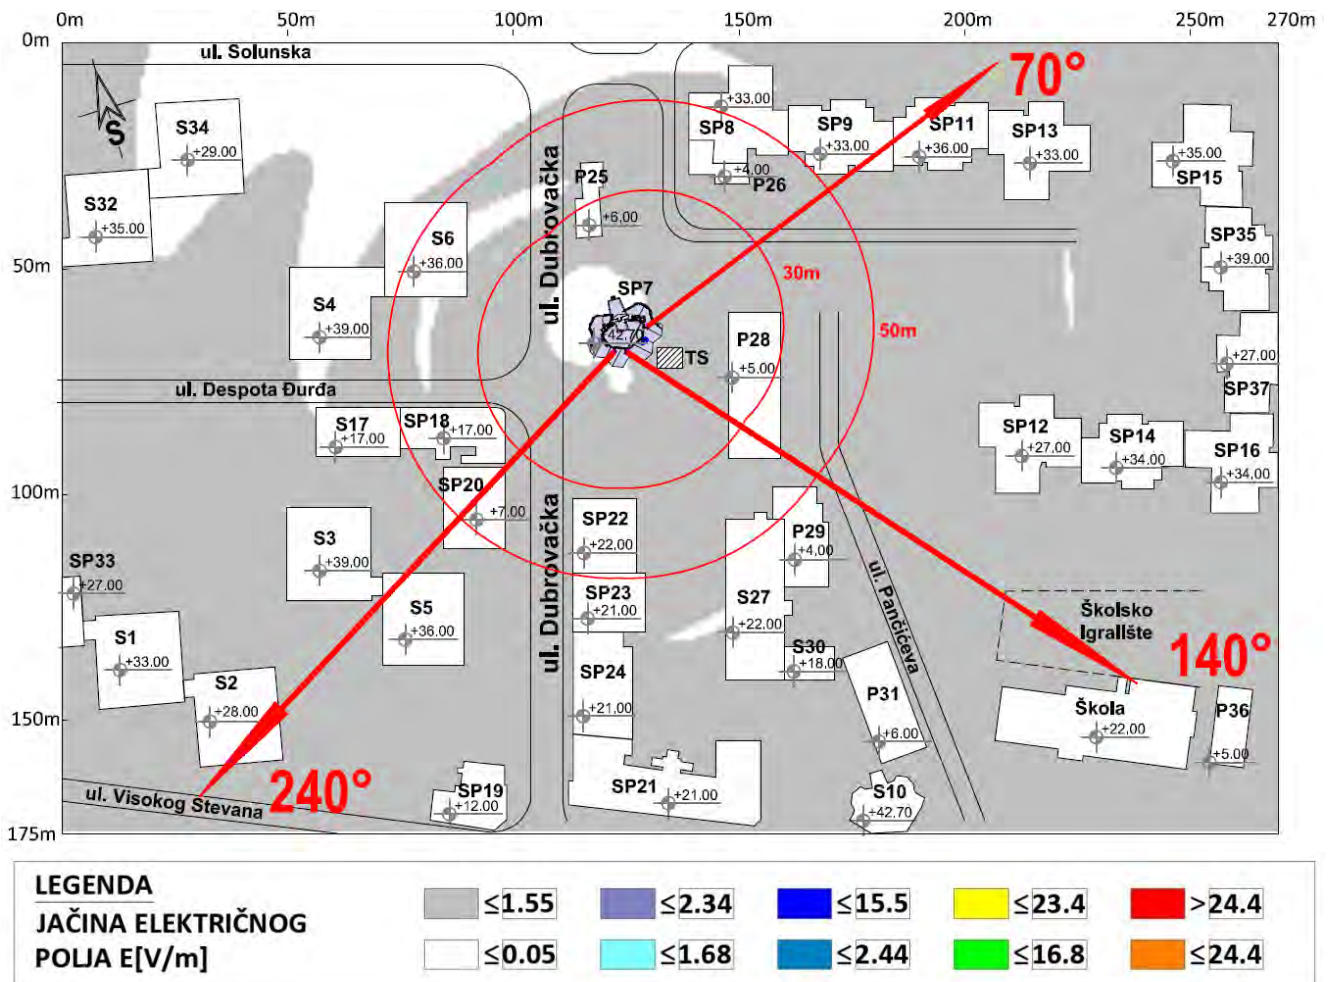 0m 50m 100m 150m 200m 250m 270m
0m
ul. Solunska
70°
S
S34
+29.00
+33.00
SP8
SP9
+33.00
SP11
+36.00
SP13
+33.00
+35.00
SP15
P25
+4.00
P26
S32
+35.00
+6.00
ul. Dubrovačka
S6
+36.00
SP35
+39.00
50m
30m
SP7
42.70
S4
+39.00
50m
TS
P28
+5.00
+27.00
SP37
ul. Despota Đurđa
S17
+17,00
SP18
+17,00
SP12
+27.00
SP14
+34.00
SP16
+34,00
SP20
+7.00
100m
ul. Dubrovačka
SP22
+22.00
P29
+4,00
S3
+39.00
SP33
+27.00
SP23
+21.00
S27
+22.00
ul. Pančićeva
Školsko
Igralište
S5
+36.00
S1
+33.00
S30
+18,00
140°
SP24
+21.00
S2
+28.00
P31
+6.00
Škola
+22.00
P36
+5.00
150m
240°
ul. Visokog Stevana
SP19
+12.00
SP21
+21.00
S10
+42.70
175m
LEGENDA
JAČINA ELEKTRIČNOG
POLJA E[V/m]
≤1.55 ≤2.34 ≤15.5 ≤23.4 >24.4
≤0.05 ≤1.68 ≤2.44 ≤16.8 ≤24.4